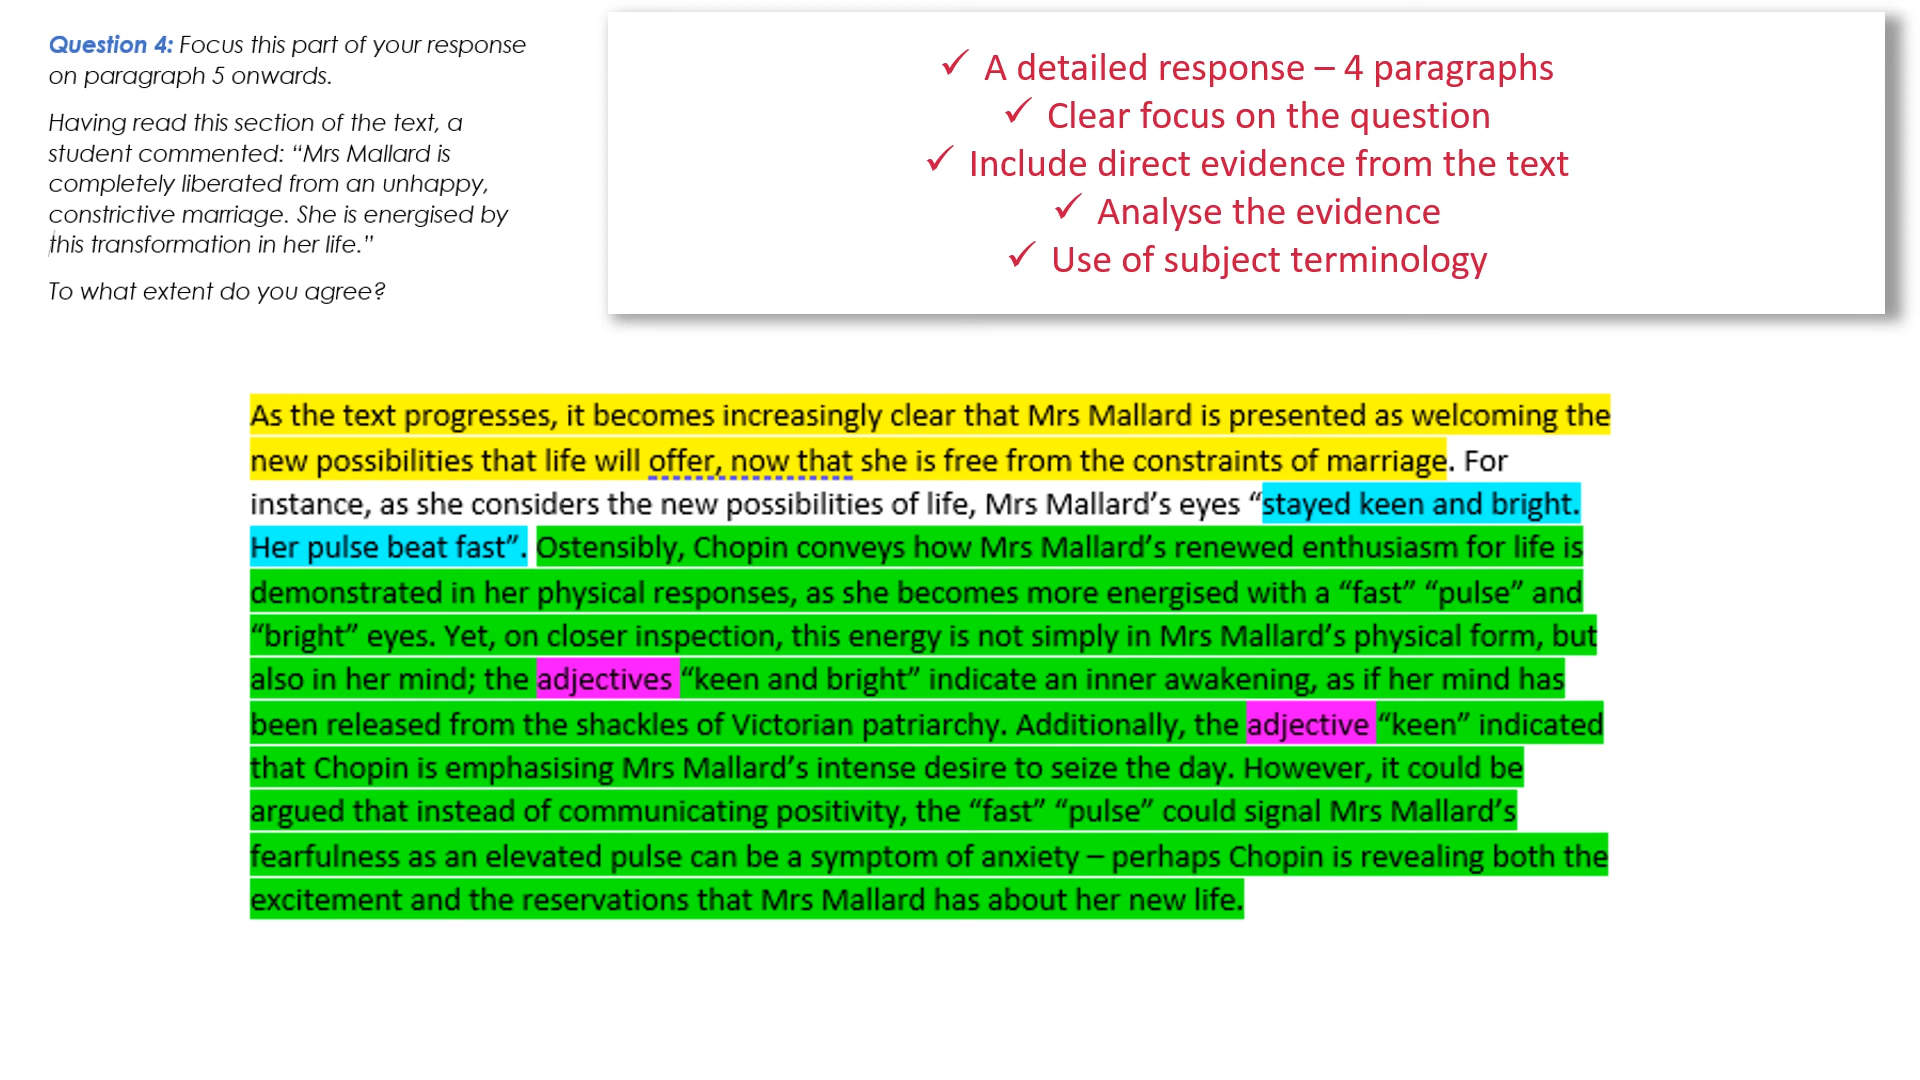 Question 4: Focus this part of your response
on paragraph 5 onwards.
Having read this section of the text, a
student commented: “Mrs Mallard is
completely liberated from an unhappy,
constrictive marriage. She is energised by
this transformation in her life.”
To what extent do you agree?
✓ A detailed response – 4 paragraphs
✓ Clear focus on the question
✓ Include direct evidence from the text
✓ Analyse the evidence
✓ Use of subject terminology
As the text progresses, it becomes increasingly clear that Mrs Mallard is presented as welcoming the
new possibilities that life will offer, now that she is free from the constraints of marriage. For
instance, as she considers the new possibilities of life, Mrs Mallard’s eyes “stayed keen and bright.
Her pulse beat fast”. Ostensibly, Chopin conveys how Mrs Mallard’s renewed enthusiasm for life is
demonstrated in her physical responses, as she becomes more energised with a “fast” “pulse” and
“bright” eyes. Yet, on closer inspection, this energy is not simply in Mrs Mallard’s physical form, but
also in her mind; the adjectives “keen and bright” indicate an inner awakening, as if her mind has
been released from the shackles of Victorian patriarchy. Additionally, the adjective “keen” indicated
that Chopin is emphasising Mrs Mallard’s intense desire to seize the day. However, it could be
argued that instead of communicating positivity, the “fast” “pulse” could signal Mrs Mallard’s
fearfulness as an elevated pulse can be a symptom of anxiety – perhaps Chopin is revealing both the
excitement and the reservations that Mrs Mallard has about her new life.